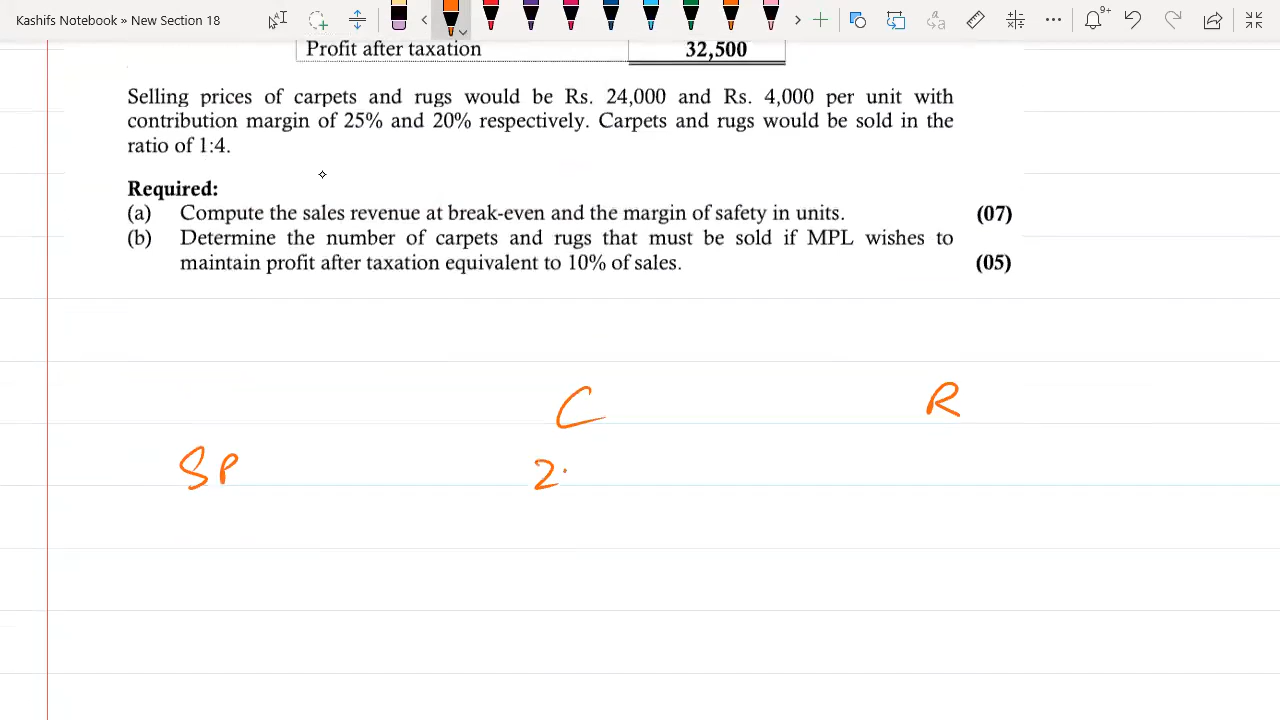 Kashifs Notebook » New Section 18
9+
Profit after taxation 32,500
Selling prices of carpets and rugs would be Rs. 24,000 and Rs. 4,000 per unit with
contribution margin of 25% and 20% respectively. Carpets and rugs would be sold in the
ratio of 1:4.
Required:
(a) Compute the sales revenue at break-even and the margin of safety in units. (07)
(b) Determine the number of carpets and rugs that must be sold if MPL wishes to
maintain profit after taxation equivalent to 10% of sales. (05)
C R
SP 2